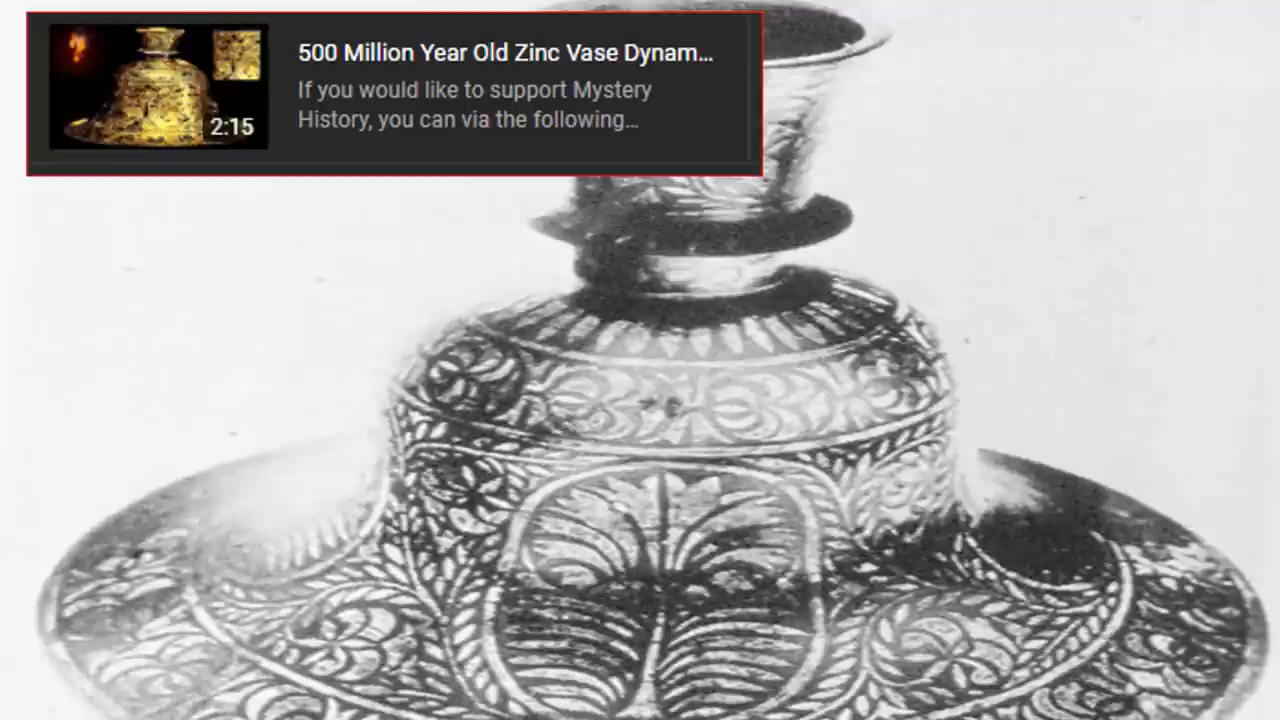 500 Million Year Old Zinc Vase Dynam...
If you would like to support Mystery
History, you can via the following...
2:15